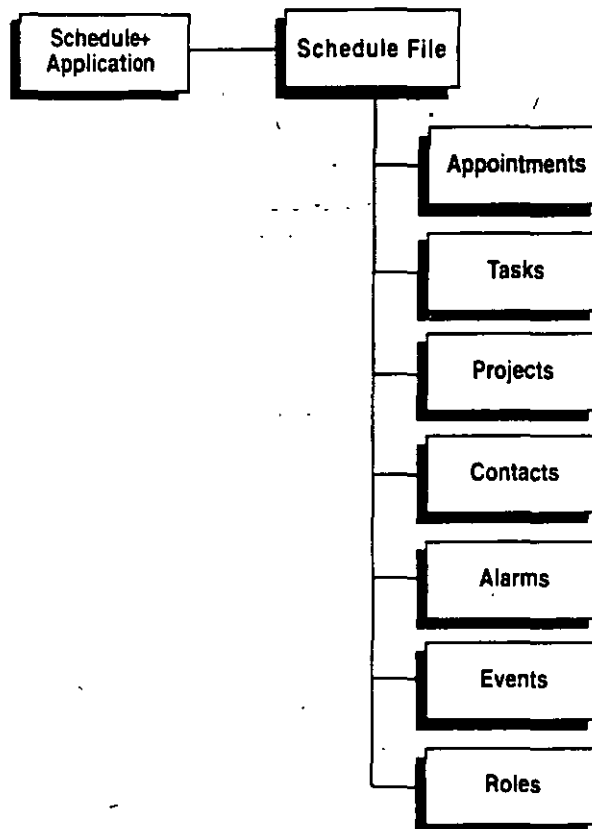 Schedule+
Application
Schedule File
Appointments
Tasks
Projects
Contacts
Alarms
Events
Roles